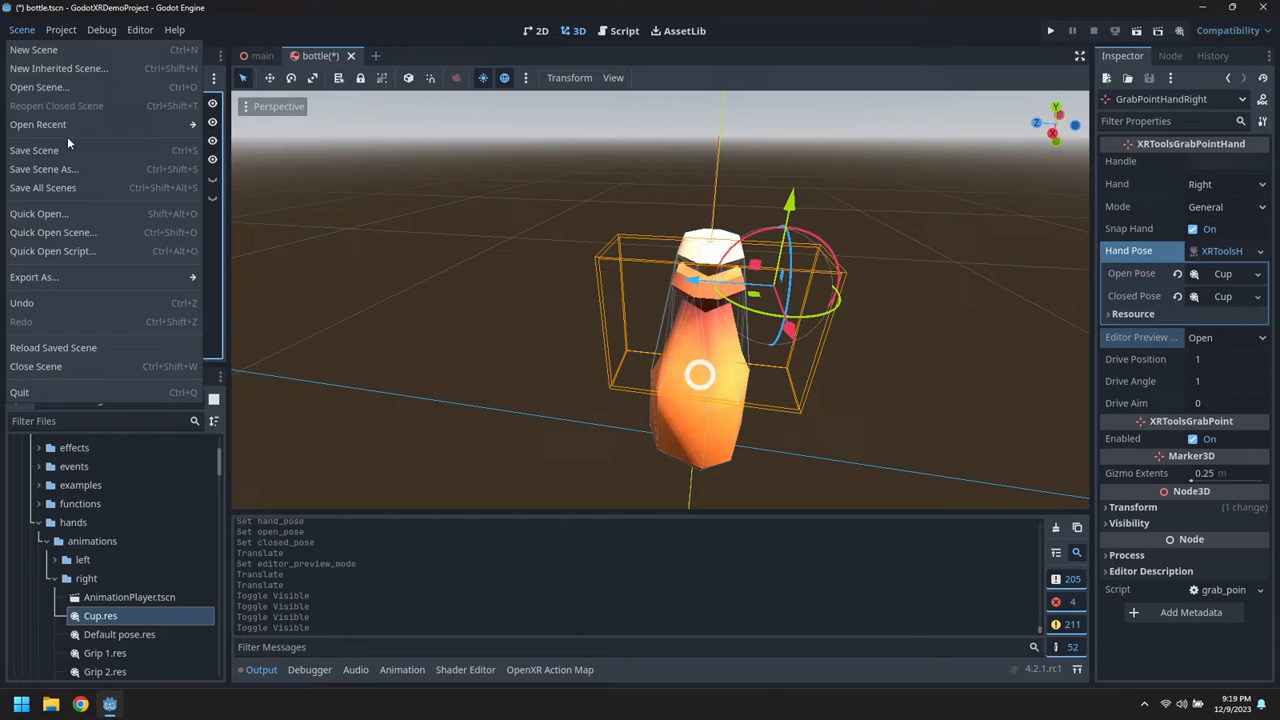 (*) bottle.tscn - GodotXRDemoProject - Godot Engine
Scene Project Debug Editor Help
2D 3D Script AssetLib
Compatibility
New Scene Ctrl+N
New Inherited Scene... Ctrl+Shift+N
Open Scene... Ctrl+O
Reopen Closed Scene Ctrl+Shift+T
Open Recent
Save Scene Ctrl+S
Save Scene As... Ctrl+Shift+S
Save All Scenes Ctrl+Shift+Alt+S
Quick Open... Shift+Alt+O
Quick Open Scene... Ctrl+Shift+O
Quick Open Script... Ctrl+Alt+O
Export As...
Undo Ctrl+Z
Redo Ctrl+Shift+Z
Reload Saved Scene
Close Scene Ctrl+Shift+W
Quit Ctrl+Q
Filter Files
effects
events
examples
functions
hands
animations
left
right
AnimationPlayer.tscn
Cup.res
Default pose.res
Grip 1.res
Grip 2.res
main bottle(*)
Transform View
Perspective
Y
Z
X
Set hand_pose
Set open_pose
Set closed_pose
Translate
Set editor_preview_mode
Translate
Translate
Toggle Visible
Toggle Visible
Toggle Visible
Toggle Visible
Filter Messages
205
4
211
52
Output Debugger Audio Animation Shader Editor OpenXR Action Map
4.2.1.rc1
Inspector Node History
GrabPointHandRight
Filter Properties
XRToolsGrabPointHand
Handle
Hand Right
Mode General
Snap Hand On
Hand Pose XRToolsH
Open Pose Cup
Closed Pose Cup
Resource
Editor Preview ... Open
Drive Position 1
Drive Angle 1
Drive Aim 0
XRToolsGrabPoint
Enabled On
Marker3D
Gizmo Extents 0.25 m
Node3D
Transform (1 change)
Visibility
Node
Process
Editor Description
Script grab_poin
Add Metadata
9:19 PM
12/9/2023